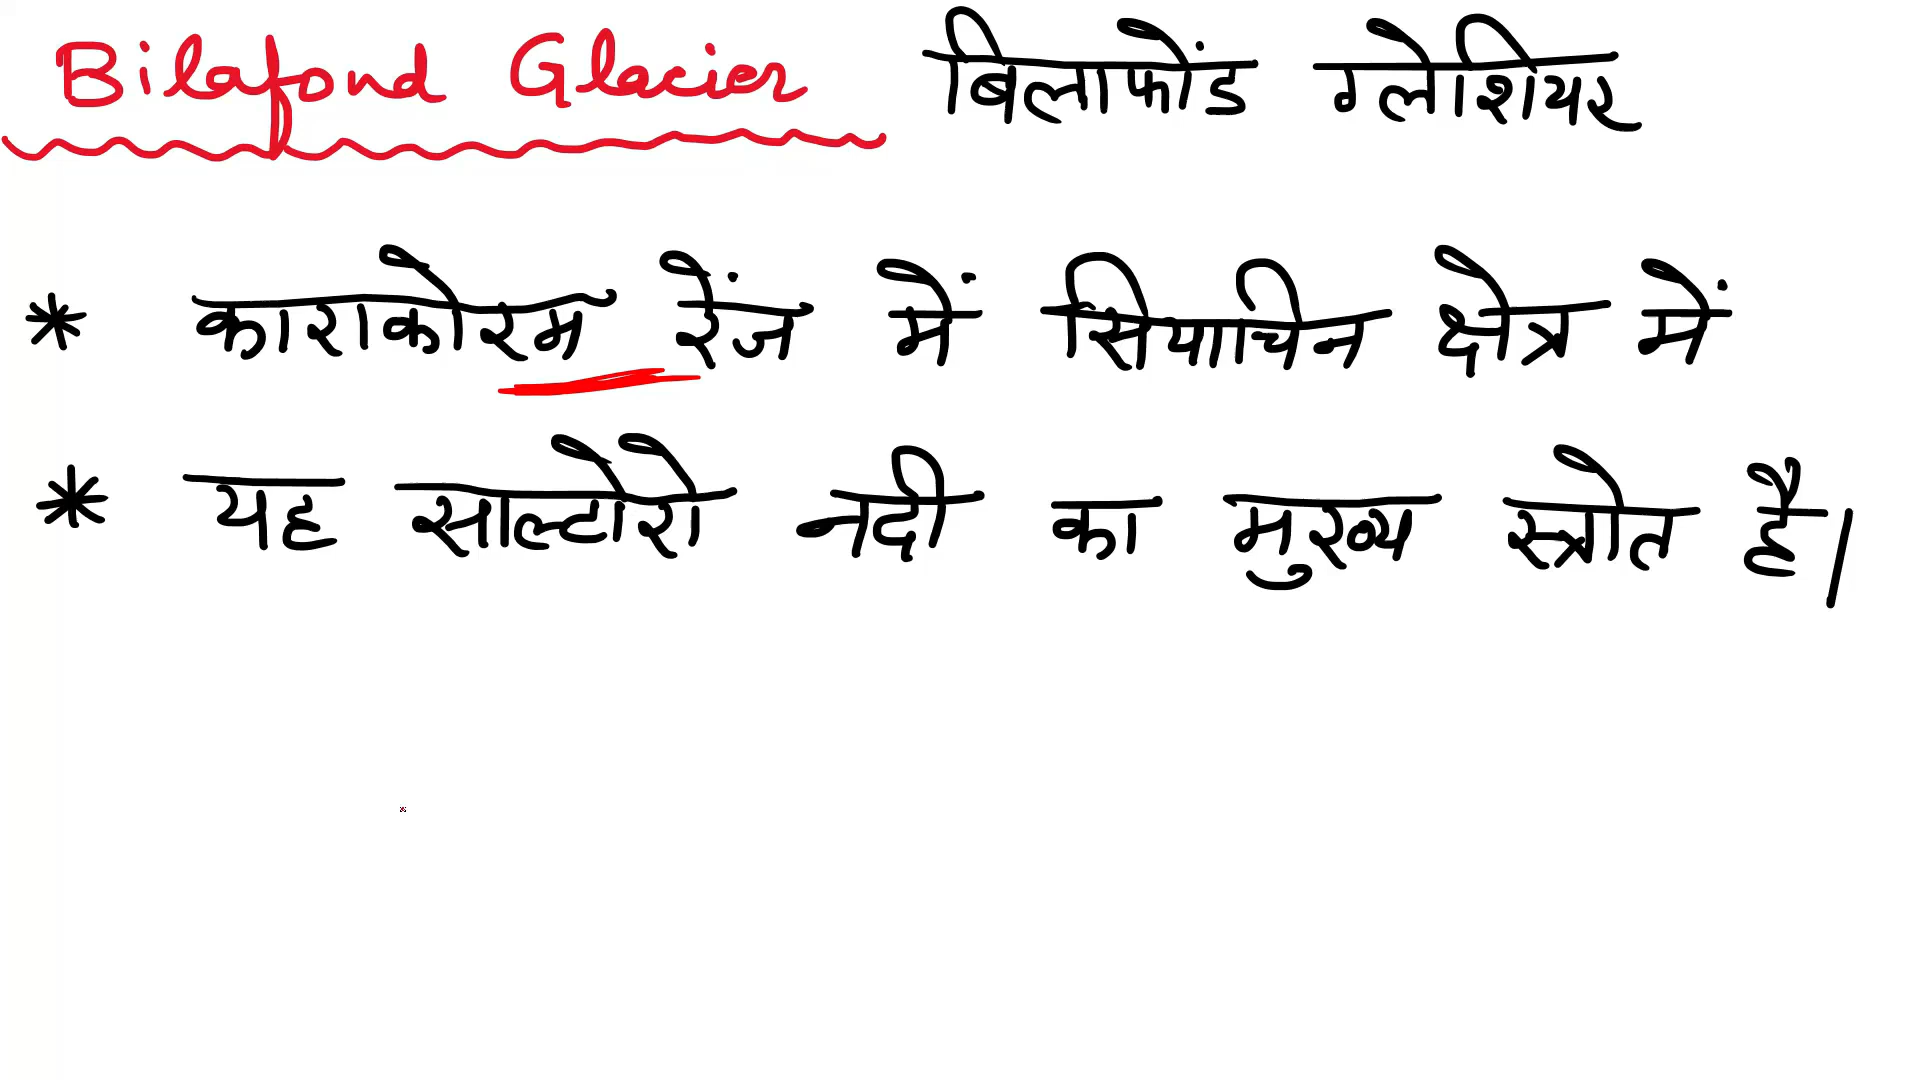 Bilafond Glacier बिलाफोंड ग्लेशियर
* काराकोरम रेंज में सियाचिन क्षेत्र में
* यह साल्टोरो नदी का मुख्य स्त्रोत है।